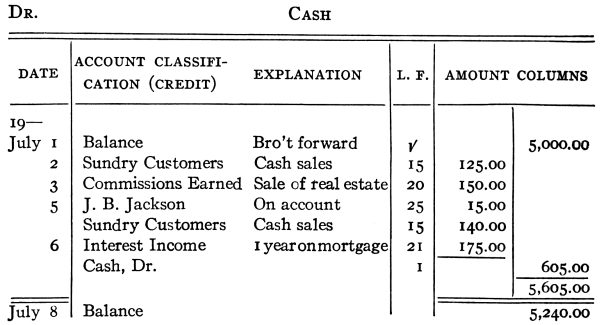 DR. CASH
DATE ACCOUNT CLASSIFI- CATION (CREDIT) EXPLANATION L. F. AMOUNT COLUMNS
19—
July 1 Balance Bro't forward √ 5,000.00
2 Sundry Customers Cash sales 15 125.00
3 Commissions Earned Sale of real estate 20 150.00
5 J. B. Jackson On account 25 15.00
Sundry Customers Cash sales 15 140.00
6 Interest Income 1 year on mortgage 21 175.00
Cash, Dr. 1 605.00
5,605.00
July 8 Balance 5,240.00